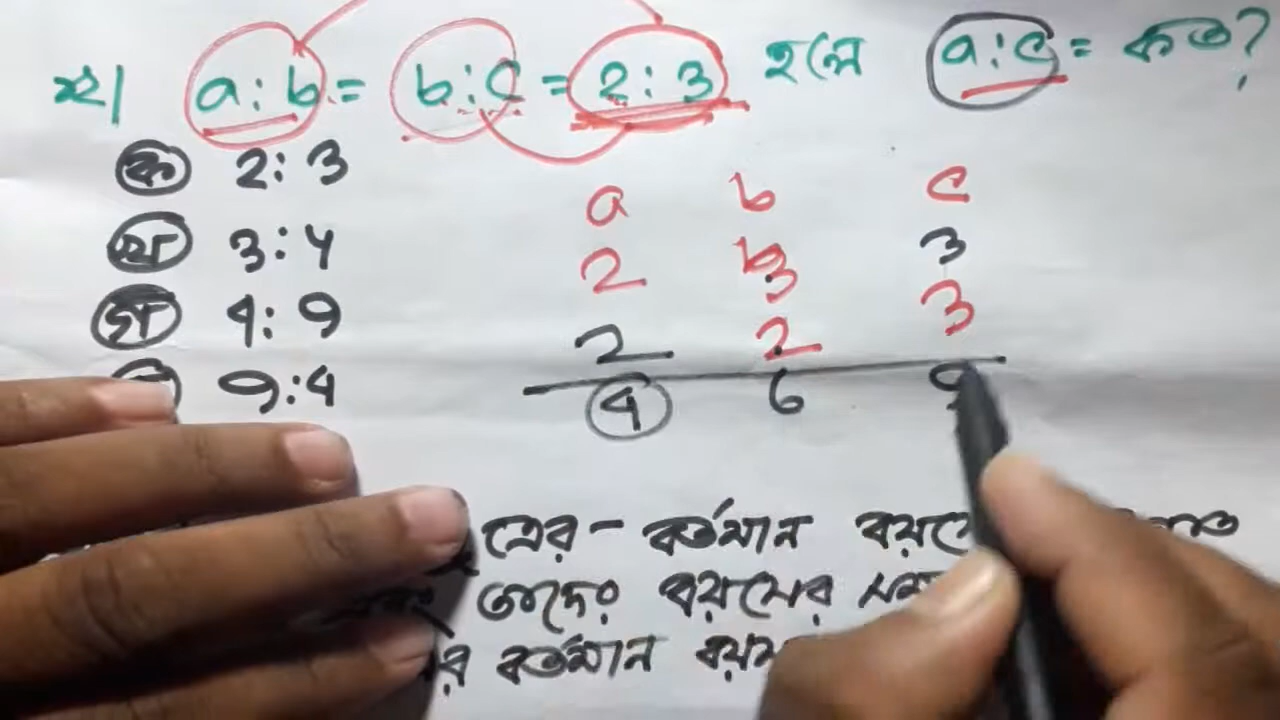 ২। a : b = b : c = 2 : 3 হলে a : c = কত?
ক 2 : 3
খ 3 : 4
গ 4 : 9
9 : 4
a b c
2 3 3
2 2 3
4 6 9
ত্রের - বর্তমান
তাদের বয়সের
র বর্তমান